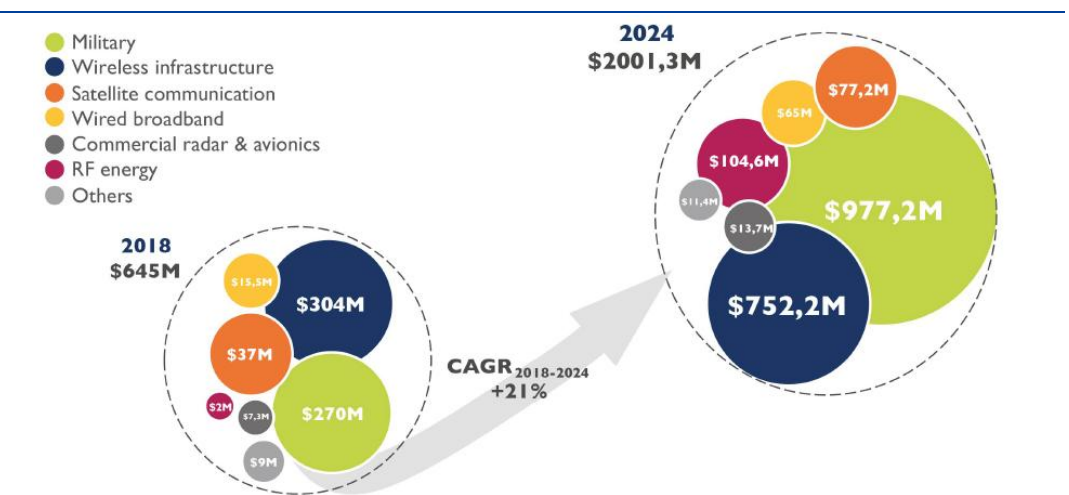 Military
Wireless infrastructure
Satellite communication
Wired broadband
Commercial radar & avionics
RF energy
Others
2018
$645M
$15,5M
$304M
$37M
$2M
$7,3M
$270M
$9M
CAGR 2018-2024
+21%
2024
$2001,3M
$77,2M
$65M
$104,6M
$11,4M
$977,2M
$13,7M
$752,2M